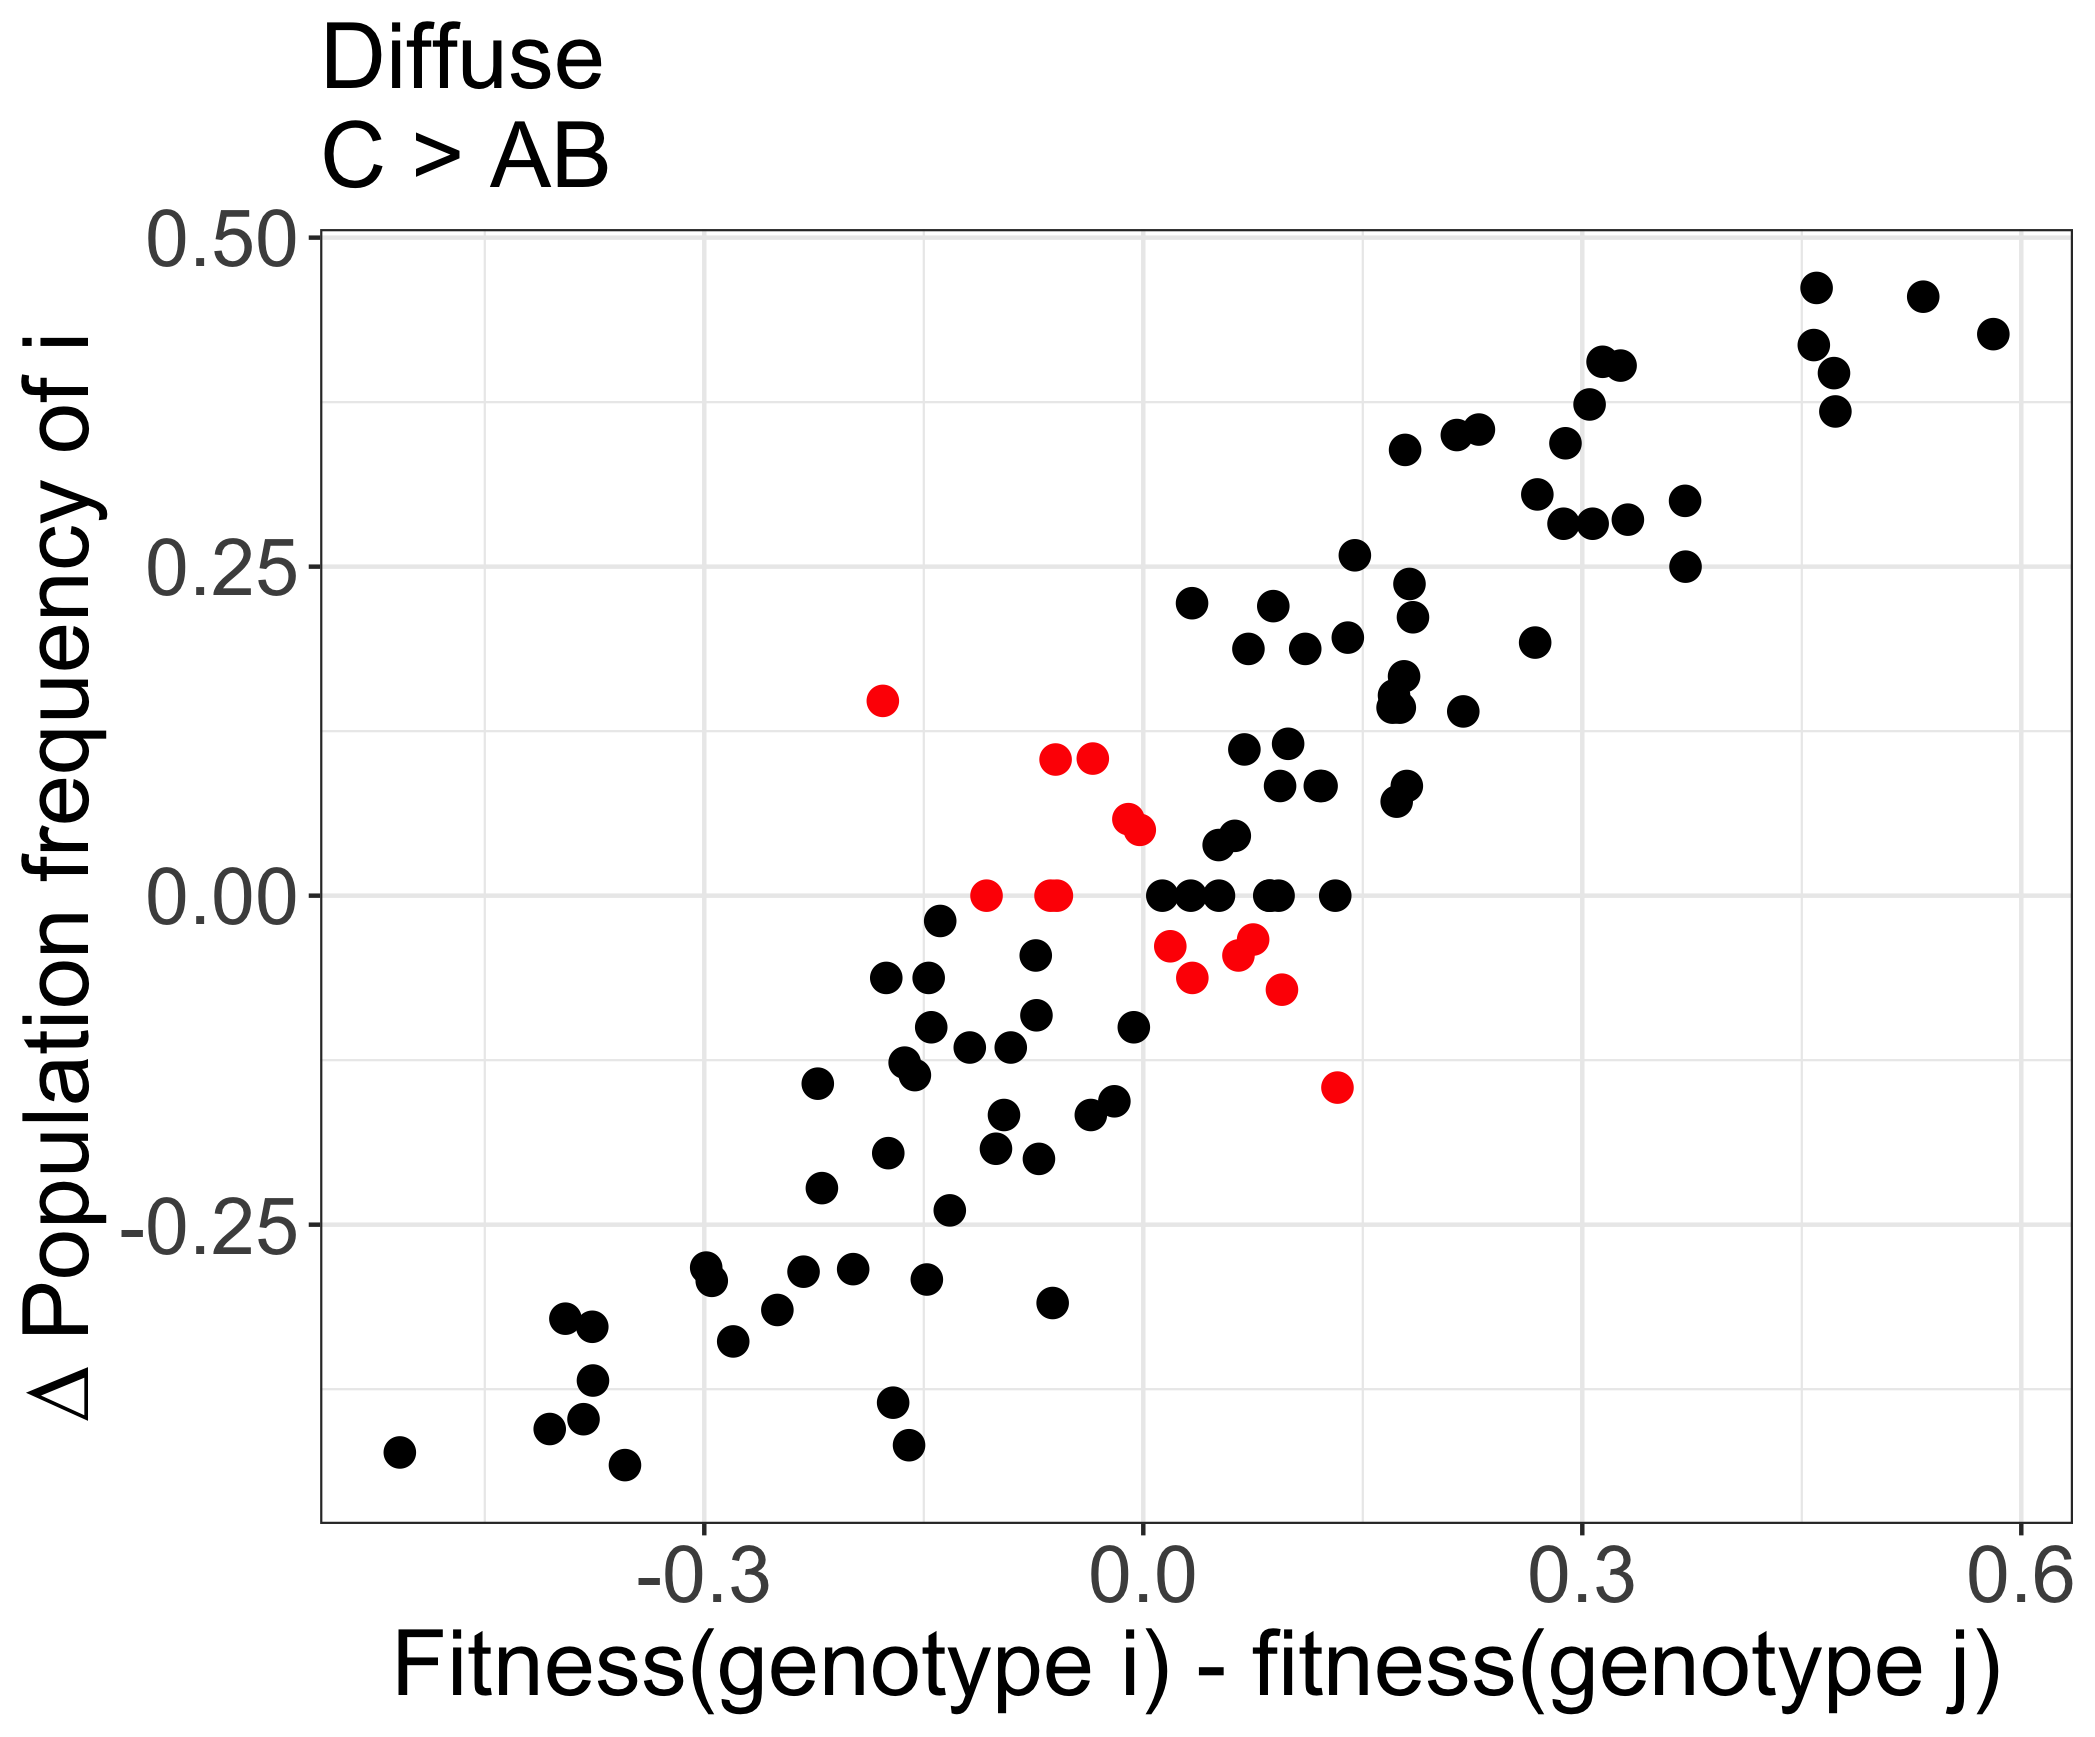 Diffuse
C > AB
0.50
0.25
0.00
-0.25
Δ Population frequency of i
-0.3 0.0 0.3 0.6
Fitness(genotype i) - fitness(genotype j)